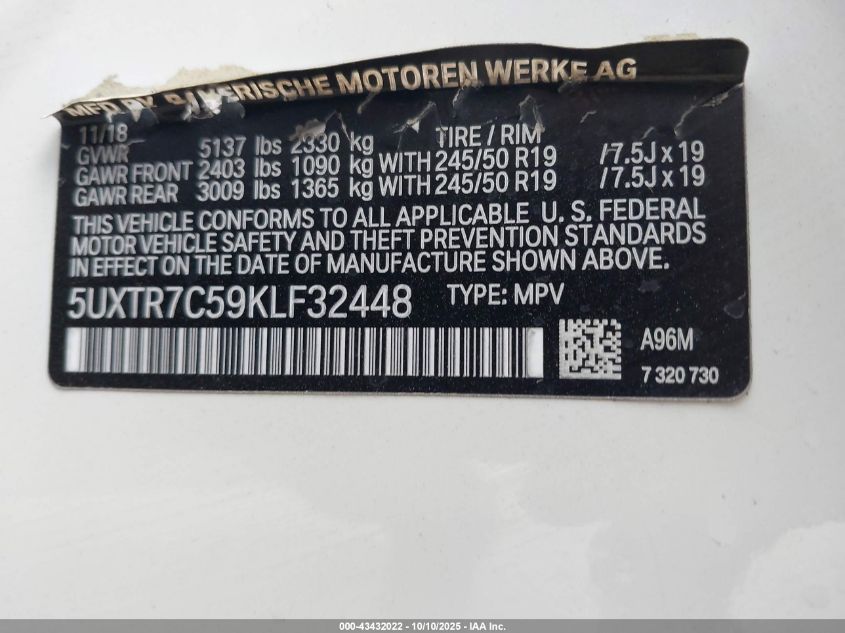 MFD BY BAYERISCHE MOTOREN WERKE AG
11/18 TIRE / RIM
GVWR 5137 lbs 2330 kg
GAWR FRONT 2403 lbs 1090 kg WITH 245/50 R19 /7.5J x 19
GAWR REAR 3009 lbs 1365 kg WITH 245/50 R19 /7.5J x 19
THIS VEHICLE CONFORMS TO ALL APPLICABLE U. S. FEDERAL
MOTOR VEHICLE SAFETY AND THEFT PREVENTION STANDARDS
IN EFFECT ON THE DATE OF MANUFACTURE SHOWN ABOVE.
5UXTR7C59KLF32448 TYPE: MPV
A96M
7 320 730
000-43432022 - 10/10/2025 - IAA Inc.